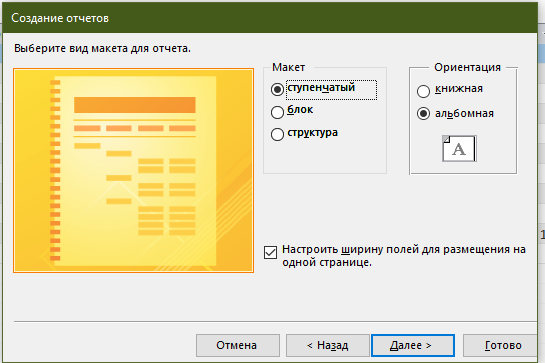 Создание отчетов
Выберите вид макета для отчета.
Макет
ступенчатый
блок
структура
Ориентация
книжная
альбомная
A
Настроить ширину полей для размещения на
одной странице.
Отмена
< Назад
Далее >
Готово
1